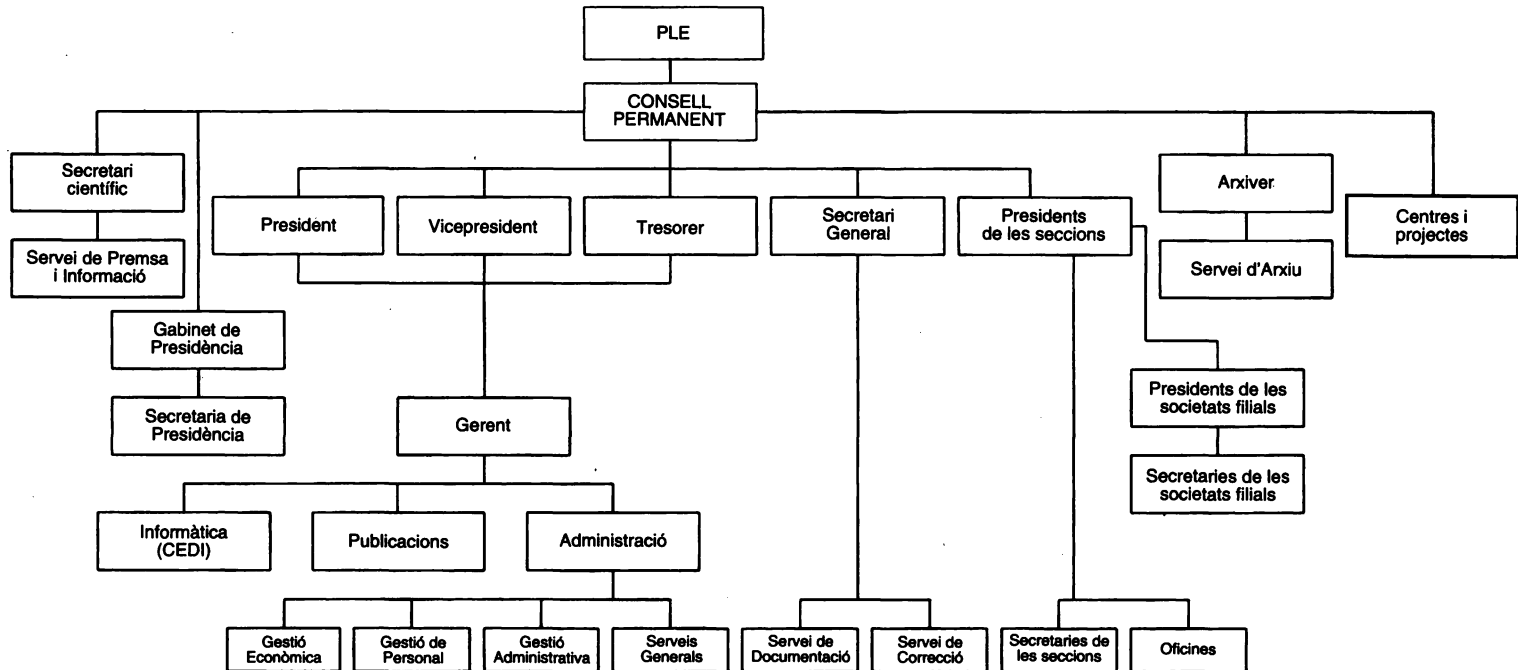 PLE
CONSELL
PERMANENT
Secretari
científic
Servei de Premsa
i Informació
Gabinet de
Presidència
Secretaria de
Presidència
President
Vicepresident
Tresorer
Secretari
General
Presidents
de les seccions
Arxiver
Servei d'Arxiu
Centres i
projectes
Presidents de les
societats filials
Secretaries de les
societats filials
Gerent
Informàtica
(CEDI)
Publicacions
Administració
Gestió
Econòmica
Gestió de
Personal
Gestió
Administrativa
Serveis
Generals
Servei de
Documentació
Servei de
Correcció
Secretaries de
les seccions
Oficines